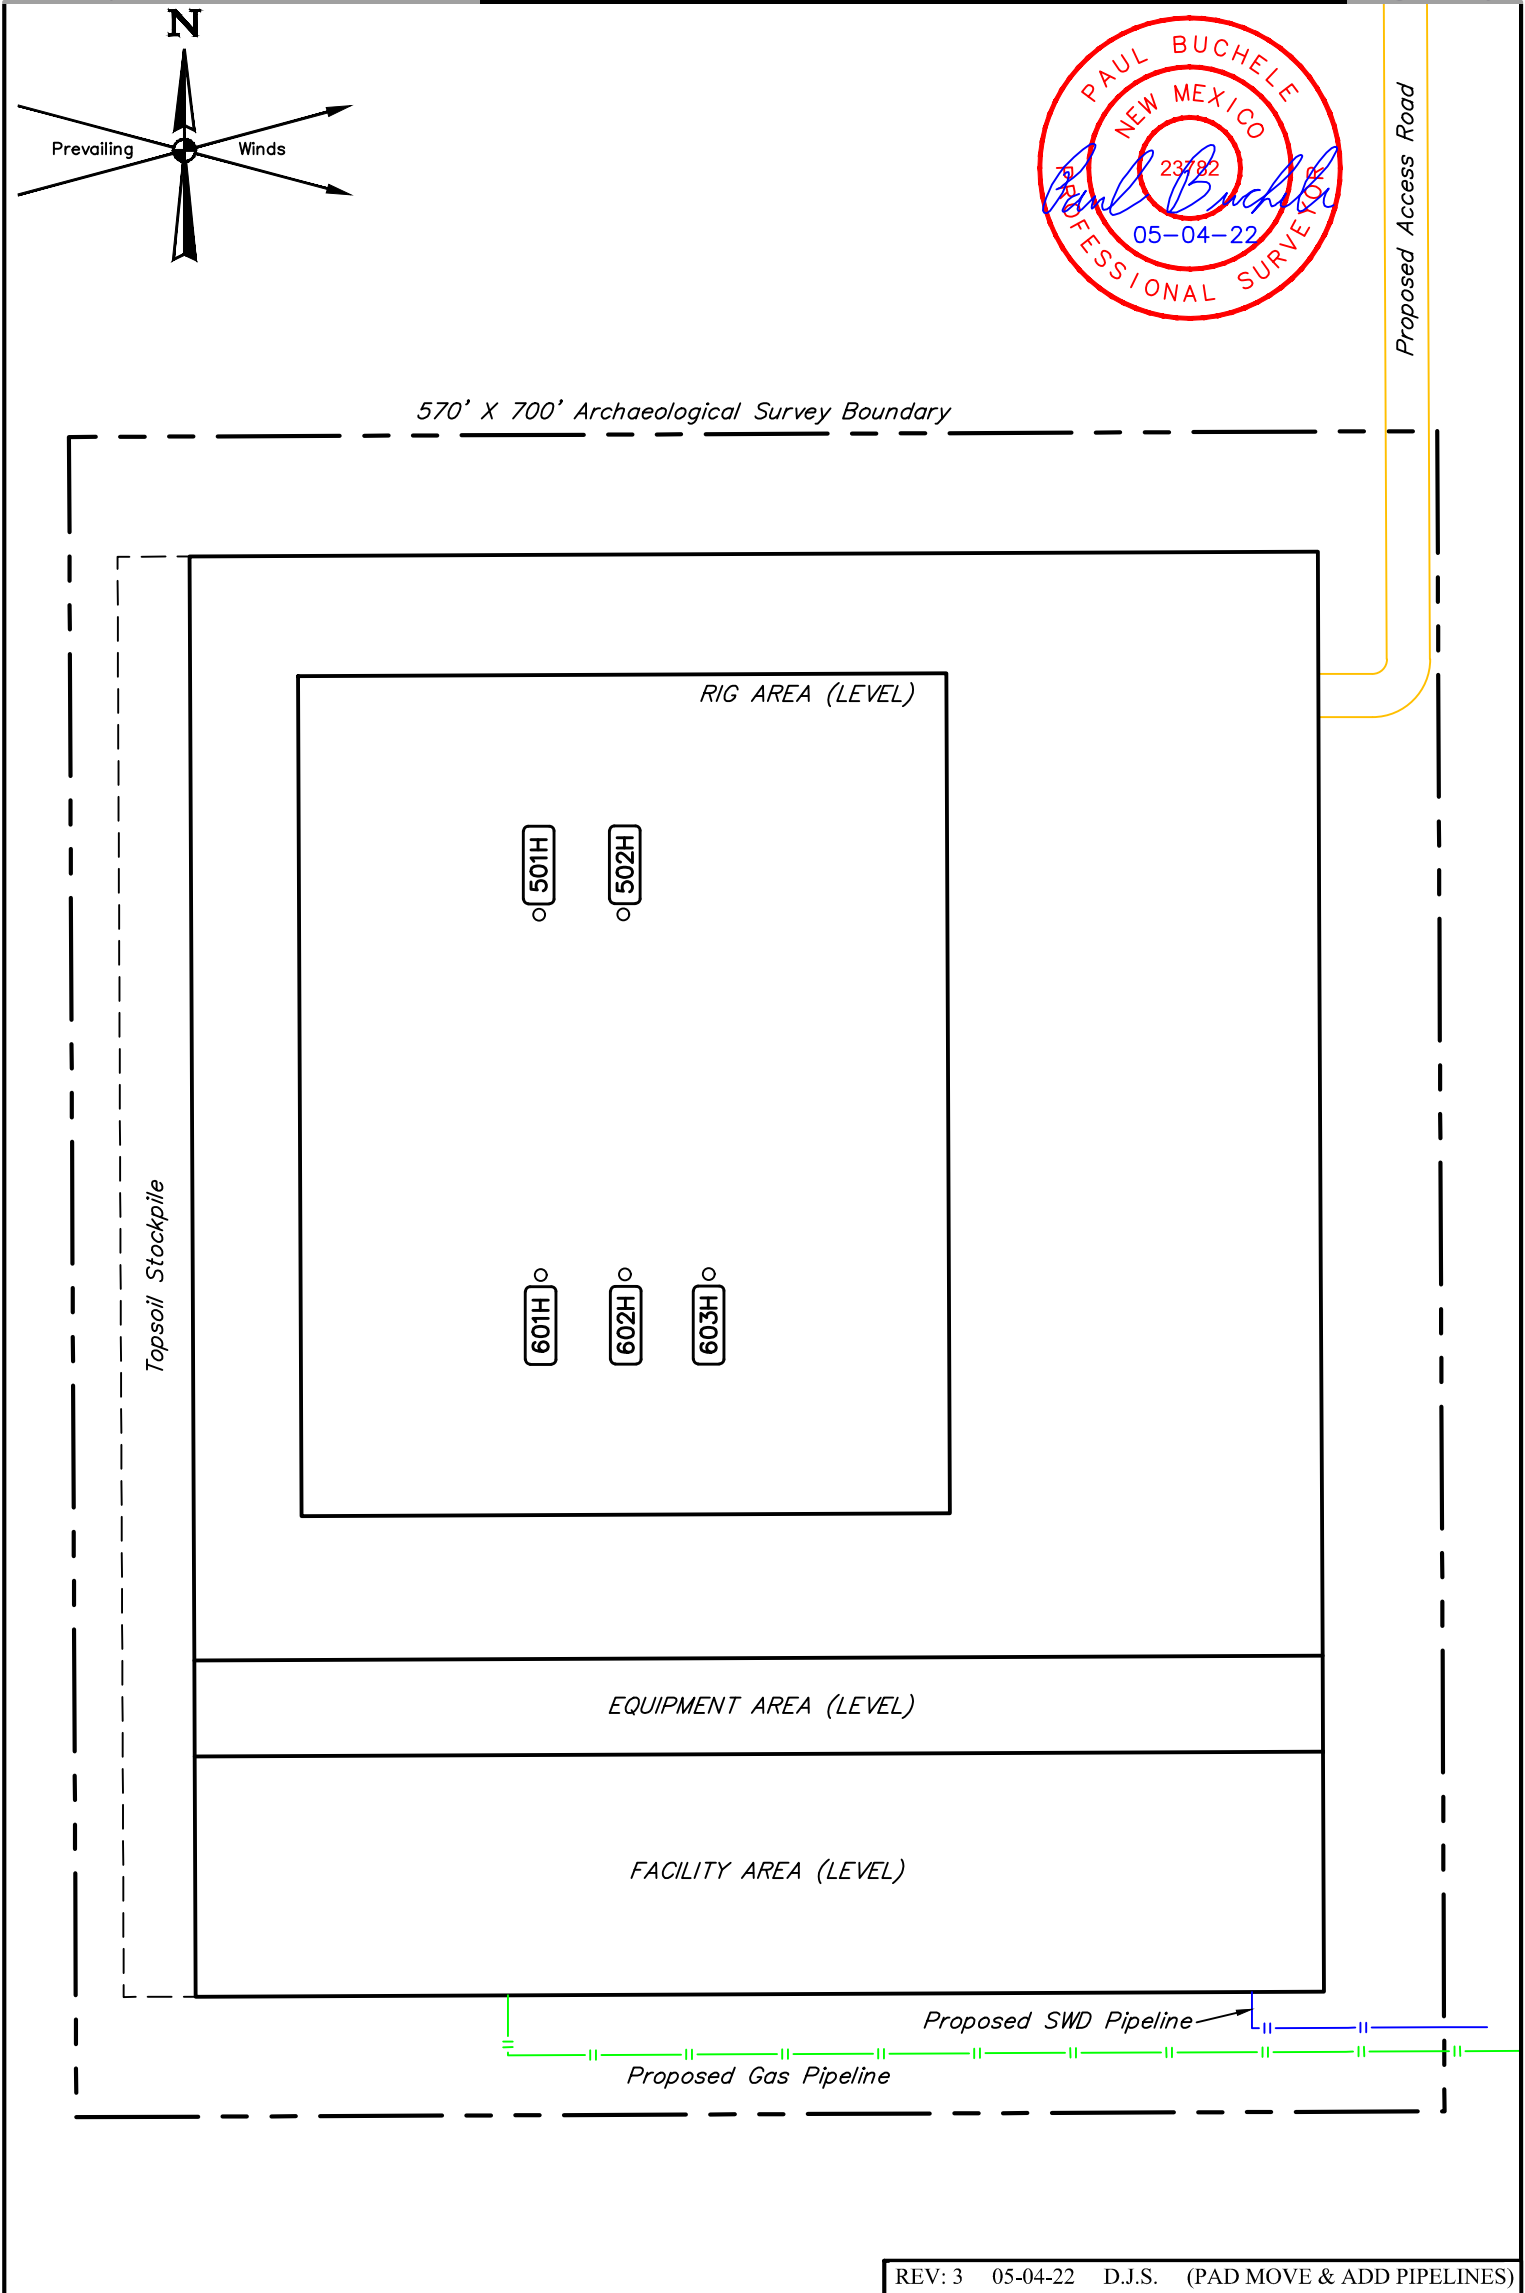 N
Prevailing Winds
PAUL BUCHELE
NEW MEXICO
23782
PROFESSIONAL SURVEYOR
Paul Buchele
05-04-22
Proposed Access Road
570' X 700' Archaeological Survey Boundary
RIG AREA (LEVEL)
501H
502H
Topsoil Stockpile
601H
602H
603H
EQUIPMENT AREA (LEVEL)
FACILITY AREA (LEVEL)
Proposed SWD Pipeline
Proposed Gas Pipeline
REV: 3 05-04-22 D.J.S. (PAD MOVE & ADD PIPELINES)